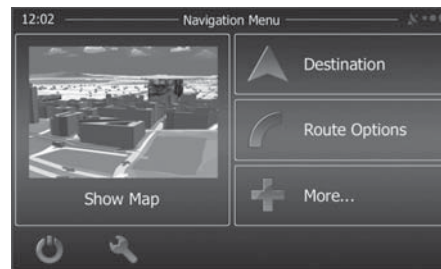 12:02
Navigation Menu
Destination
Route Options
Show Map
More...